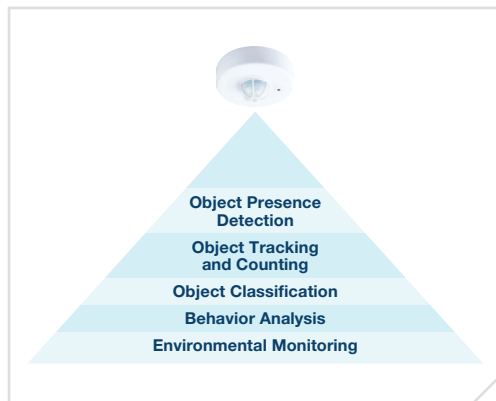 Object Presence
Detection
Object Tracking
and Counting
Object Classification
Behavior Analysis
Environmental Monitoring